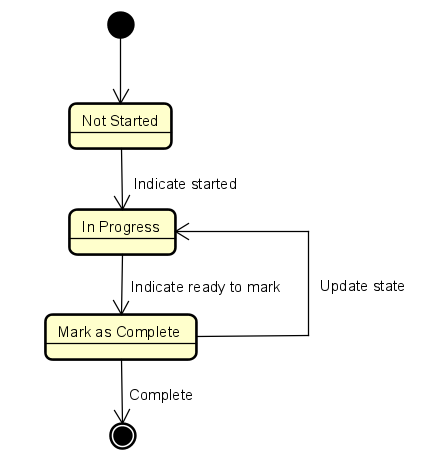 Not Started
Indicate started
In Progress
Indicate ready to mark
Update state
Mark as Complete
Complete